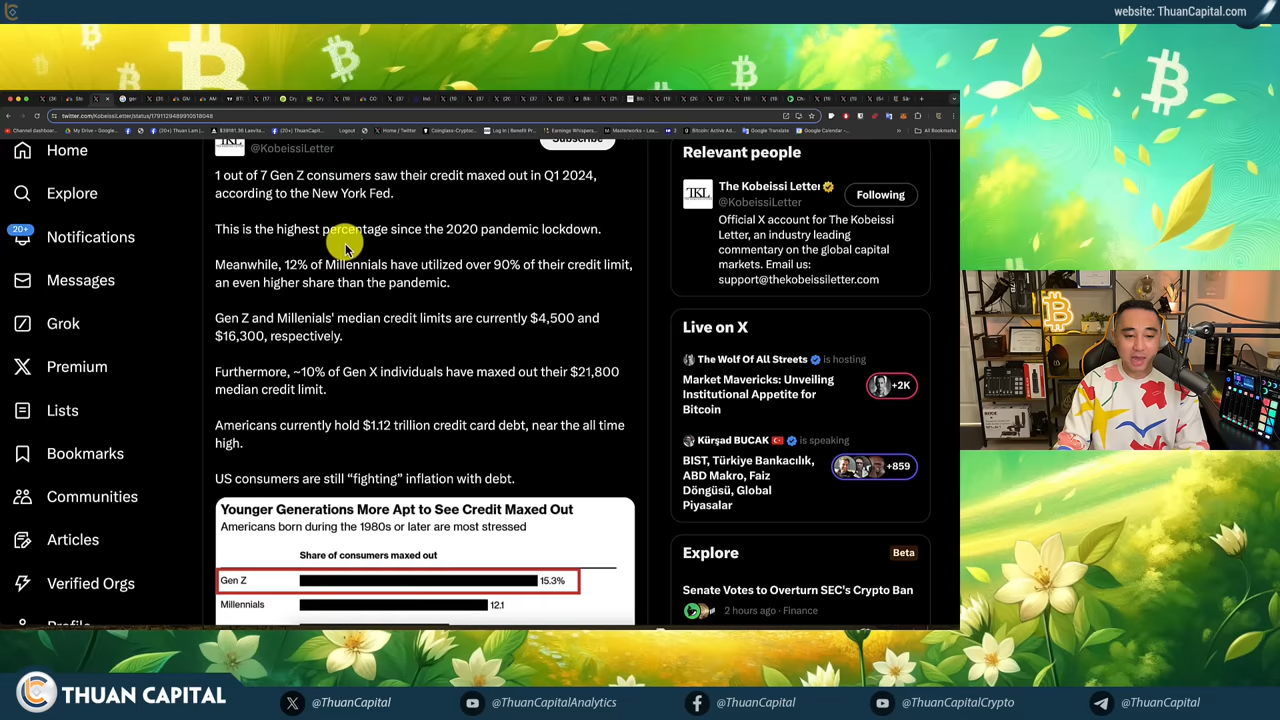 website: ThuanCapital.com
twitter.com/KobeissiLetter/status/1791129489910518048
Home
Explore
20+
Notifications
Messages
Grok
Premium
Lists
Bookmarks
Communities
Articles
Verified Orgs
@KobeissiLetter
Subscribe
1 out of 7 Gen Z consumers saw their credit maxed out in Q1 2024,
according to the New York Fed.
This is the highest percentage since the 2020 pandemic lockdown.
Meanwhile, 12% of Millennials have utilized over 90% of their credit limit,
an even higher share than the pandemic.
Gen Z and Millenials' median credit limits are currently $4,500 and
$16,300, respectively.
Furthermore, ~10% of Gen X individuals have maxed out their $21,800
median credit limit.
Americans currently hold $1.12 trillion credit card debt, near the all time
high.
US consumers are still “fighting” inflation with debt.
Younger Generations More Apt to See Credit Maxed Out
Americans born during the 1980s or later are most stressed
Share of consumers maxed out
Gen Z 15.3%
Millennials 12.1
Relevant people
TKL
The Kobeissi Letter
@KobeissiLetter
Following
Official X account for The Kobeissi
Letter, an industry leading
commentary on the global capital
markets. Email us:
support@thekobeissiletter.com
Live on X
The Wolf Of All Streets is hosting
Market Mavericks: Unveiling
Institutional Appetite for
Bitcoin
+2K
Kürşad BUCAK is speaking
BIST, Türkiye Bankacılık,
ABD Makro, Faiz
Döngüsü, Global
Piyasalar
+859
Explore
Beta
Senate Votes to Overturn SEC's Crypto Ban
2 hours ago · Finance
THUAN CAPITAL
@ThuanCapital
@ThuanCapitalAnalytics
@ThuanCapital
@ThuanCapitalCrypto
@ThuanCapital